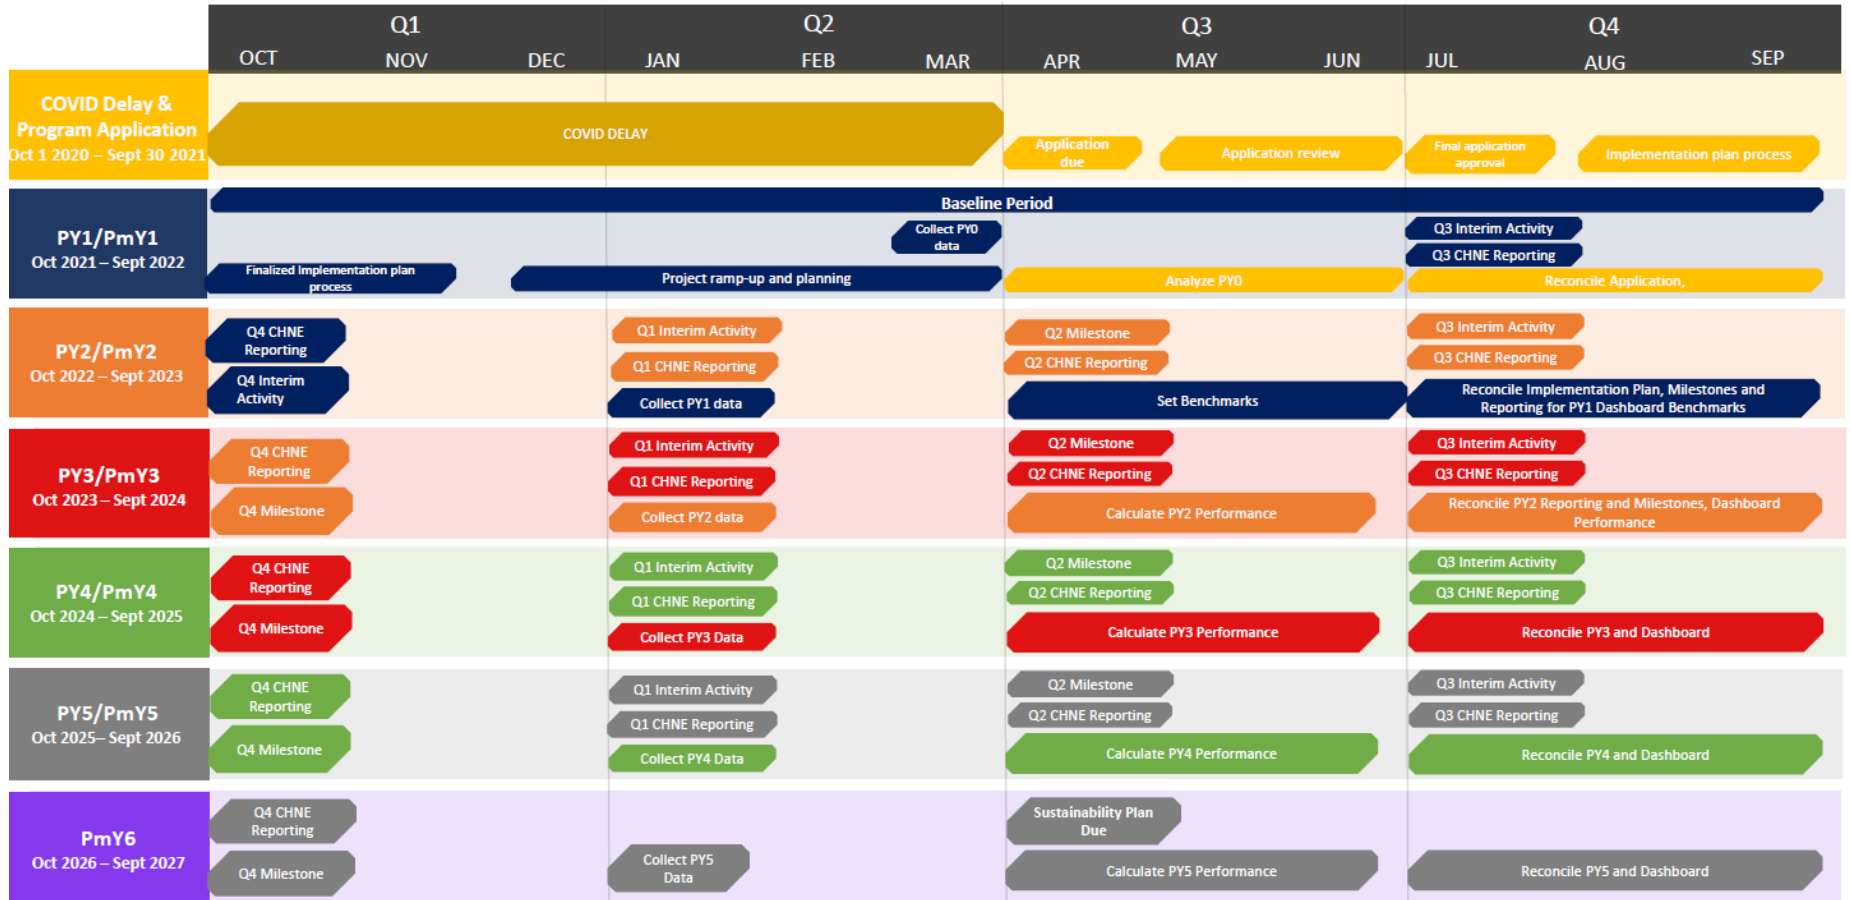 Q1
Q2
Q3
Q4
OCT
NOV
DEC
JAN
FEB
MAR
APR
MAY
JUN
JUL
AUG
SEP
COVID Delay &
Program Application
Oct 1 2020 – Sept 30 2021
COVID DELAY
Application
due
Application review
Final application
approval
Implementation plan process
PY1/PmY1
Oct 2021 – Sept 2022
Baseline Period
Collect PY0
data
Q3 Interim Activity
Q3 CHNE Reporting
Finalized Implementation plan
process
Project ramp-up and planning
Analyze PY0
Reconcile Application,
PY2/PmY2
Oct 2022 – Sept 2023
Q4 CHNE
Reporting
Q4 Interim
Activity
Q1 Interim Activity
Q1 CHNE Reporting
Collect PY1 data
Q2 Milestone
Q2 CHNE Reporting
Set Benchmarks
Q3 Interim Activity
Q3 CHNE Reporting
Reconcile Implementation Plan, Milestones and
Reporting for PY1 Dashboard Benchmarks
PY3/PmY3
Oct 2023 – Sept 2024
Q4 CHNE
Reporting
Q4 Milestone
Q1 Interim Activity
Q1 CHNE Reporting
Collect PY2 data
Q2 Milestone
Q2 CHNE Reporting
Calculate PY2 Performance
Q3 Interim Activity
Q3 CHNE Reporting
Reconcile PY2 Reporting and Milestones, Dashboard
Performance
PY4/PmY4
Oct 2024 – Sept 2025
Q4 CHNE
Reporting
Q4 Milestone
Q1 Interim Activity
Q1 CHNE Reporting
Collect PY3 Data
Q2 Milestone
Q2 CHNE Reporting
Calculate PY3 Performance
Q3 Interim Activity
Q3 CHNE Reporting
Reconcile PY3 and Dashboard
PY5/PmY5
Oct 2025– Sept 2026
Q4 CHNE
Reporting
Q4 Milestone
Q1 Interim Activity
Q1 CHNE Reporting
Collect PY4 Data
Q2 Milestone
Q2 CHNE Reporting
Calculate PY4 Performance
Q3 Interim Activity
Q3 CHNE Reporting
Reconcile PY4 and Dashboard
PmY6
Oct 2026 – Sept 2027
Q4 CHNE
Reporting
Q4 Milestone
Collect PY5
Data
Sustainability Plan
Due
Calculate PY5 Performance
Reconcile PY5 and Dashboard